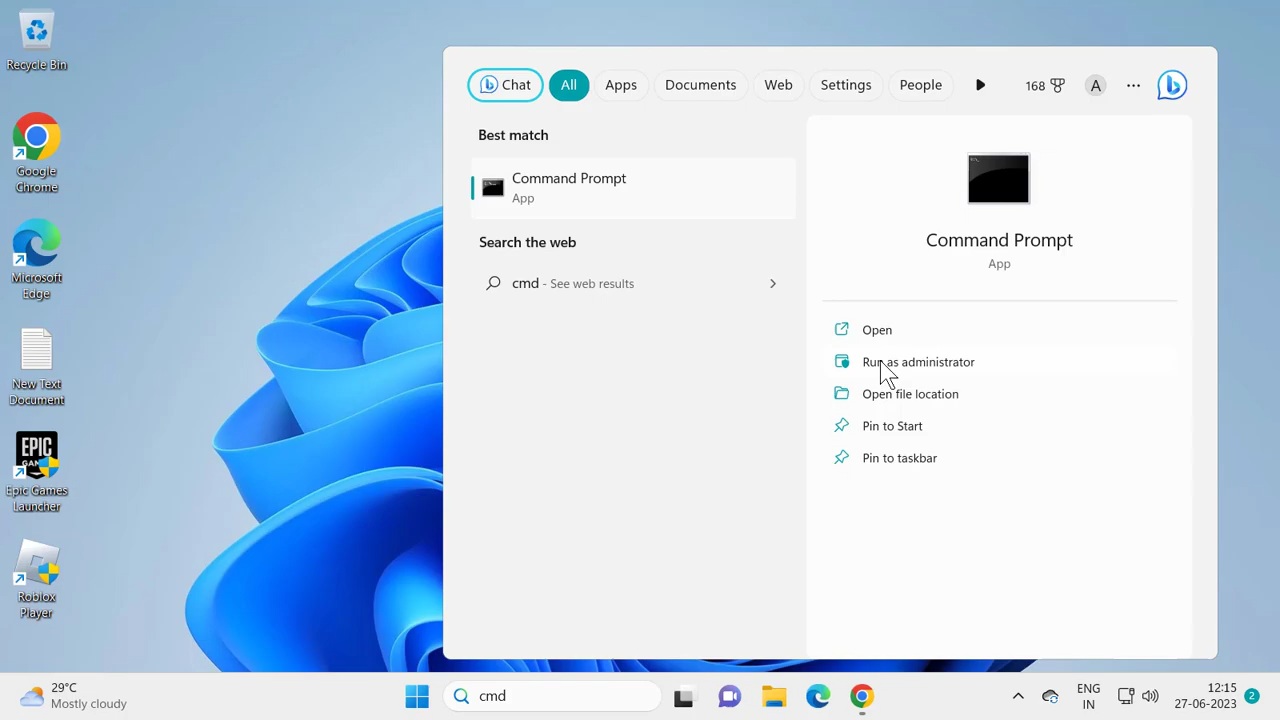 Recycle Bin
Google
Chrome
Microsoft
Edge
New Text
Document
EPIC
GAMES
Epic Games
Launcher
Roblox
Player
Chat
All
Apps
Documents
Web
Settings
People
168
A
Best match
Command Prompt
App
Search the web
cmd - See web results
Command Prompt
App
Open
Run as administrator
Open file location
Pin to Start
Pin to taskbar
29°C
Mostly cloudy
cmd
ENG
IN
12:15
27-06-2023
2